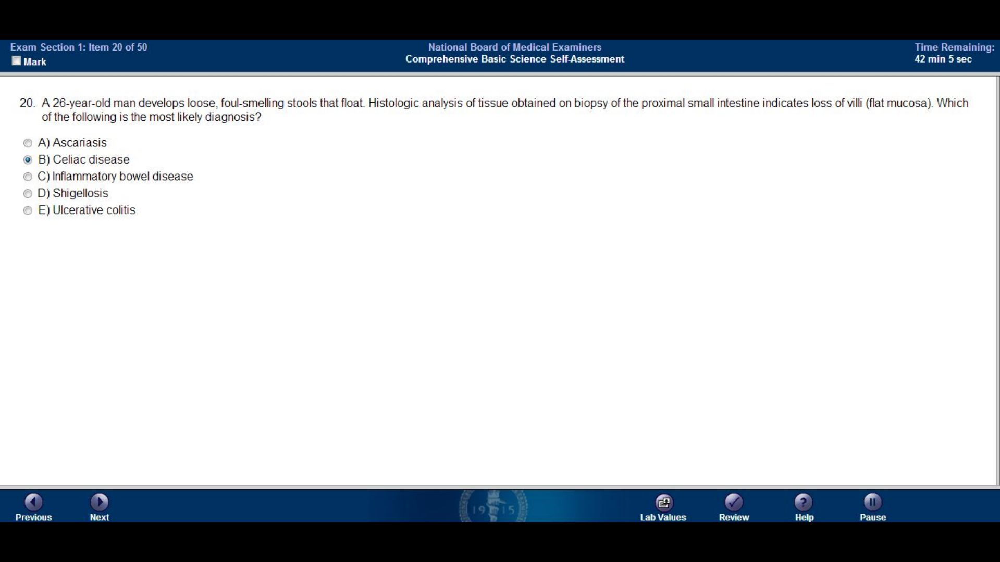 Exam Section 1: Item 20 of 50
National Board of Medical Examiners
Time Remaining:
Mark
Comprehensive Basic Science Self-Assessment
42 min 5 sec
20. A 26-year-old man develops loose, foul-smelling stools that float. Histologic analysis of tissue obtained on biopsy of the proximal small intestine indicates loss of villi (flat mucosa). Which
of the following is the most likely diagnosis?
A) Ascariasis
B) Celiac disease
C) Inflammatory bowel disease
D) Shigellosis
E) Ulcerative colitis
1915
Previous
Next
Lab Values
Review
Help
Pause